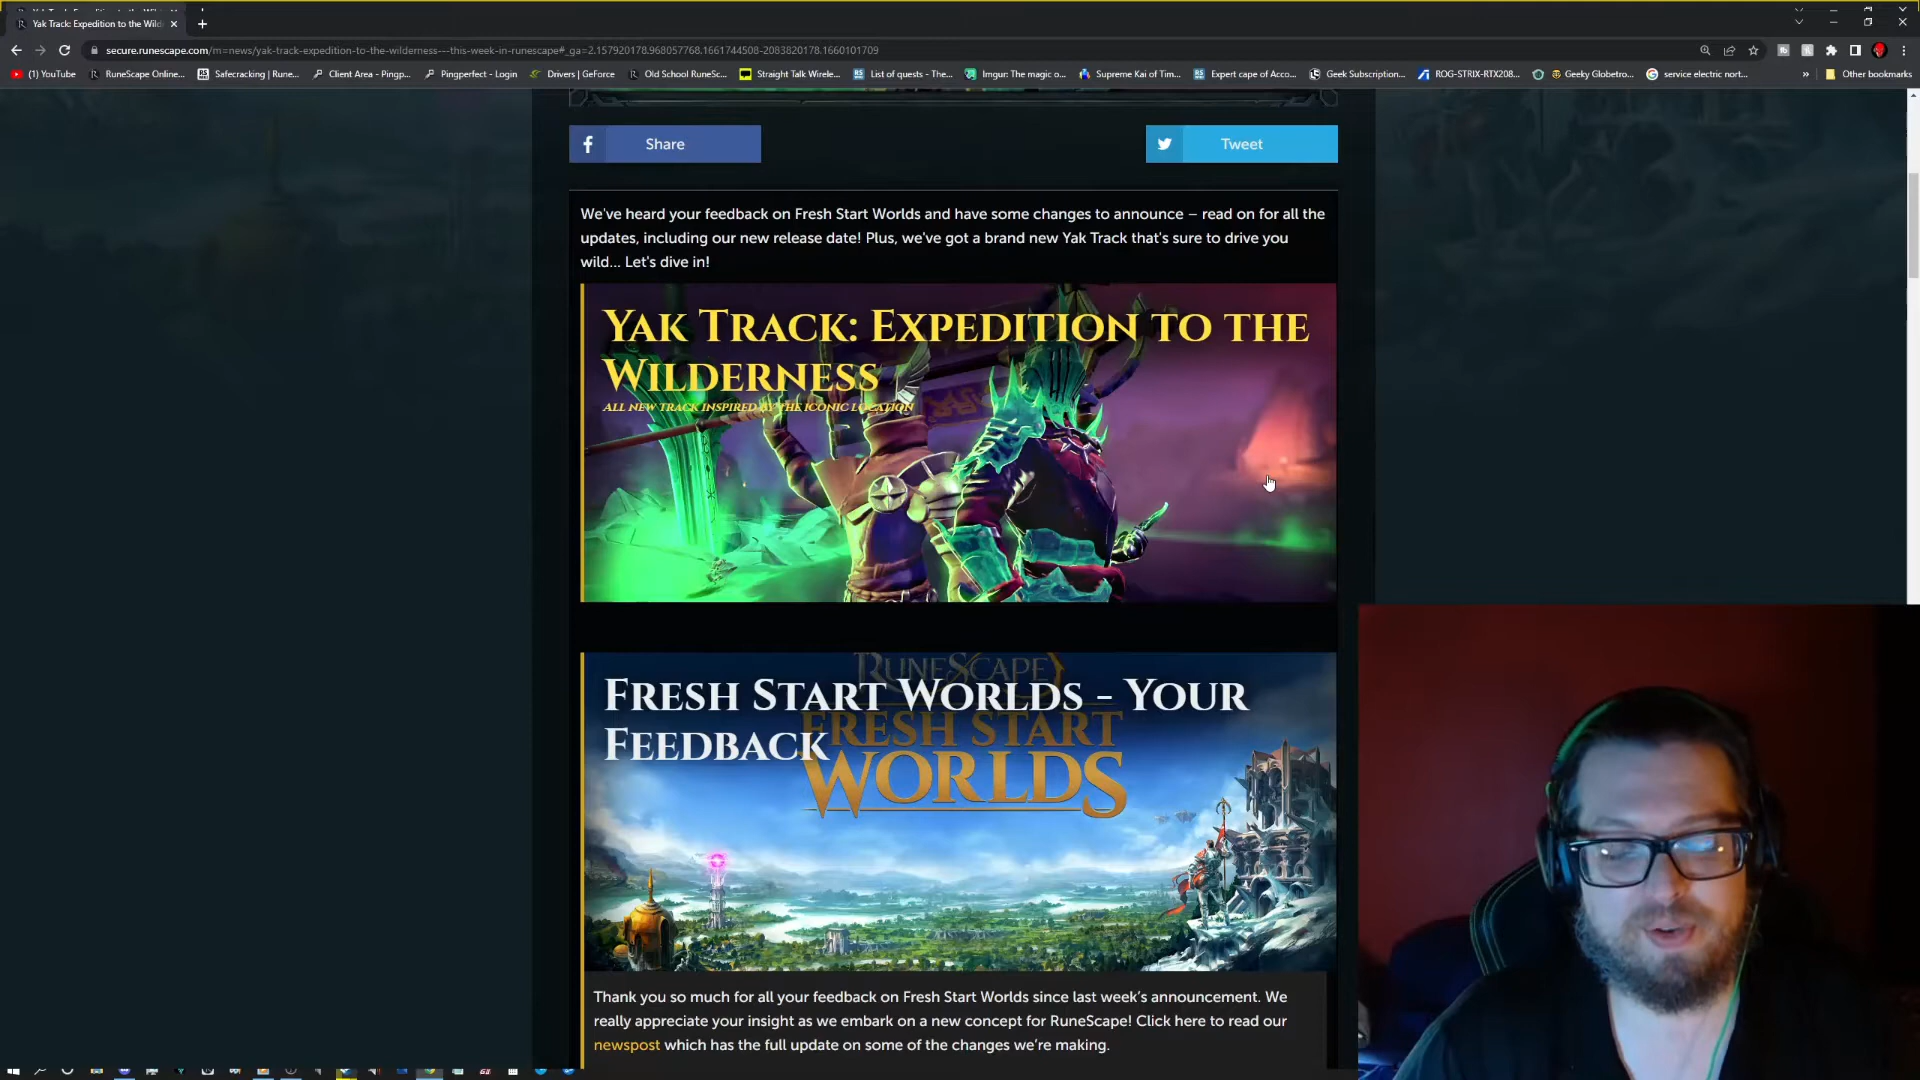 Yak Track: Expedition to the Wild
secure.runescape.com/m=news/yak-track-expedition-to-the-wilderness---this-week-in-runescape#_ga=2.157920178.968057768.1661744508-2083820178.1660101709
(1) YouTube
RuneScape Online...
Safecracking | Rune...
Client Area - Pingp...
Pingperfect - Login
Drivers | GeForce
Old School RuneSc...
Straight Talk Wirele...
List of quests - The...
Imgur: The magic o...
Supreme Kai of Tim...
Expert cape of Acco...
Geek Subscription...
ROG-STRIX-RTX208...
Geeky Globetro...
service electric nort...
Other bookmarks
Share
Tweet
We've heard your feedback on Fresh Start Worlds and have some changes to announce – read on for all the
updates, including our new release date! Plus, we've got a brand new Yak Track that's sure to drive you
wild... Let's dive in!
YAK TRACK: EXPEDITION TO THE
WILDERNESS
ALL NEW TRACK INSPIRED BY THE ICONIC LOCATION
RUNESCAPE
FRESH START WORLDS - YOUR
FEEDBACK
FRESH START
WORLDS
Thank you so much for all your feedback on Fresh Start Worlds since last week's announcement. We
really appreciate your insight as we embark on a new concept for RuneScape! Click here to read our
newspost which has the full update on some of the changes we're making.